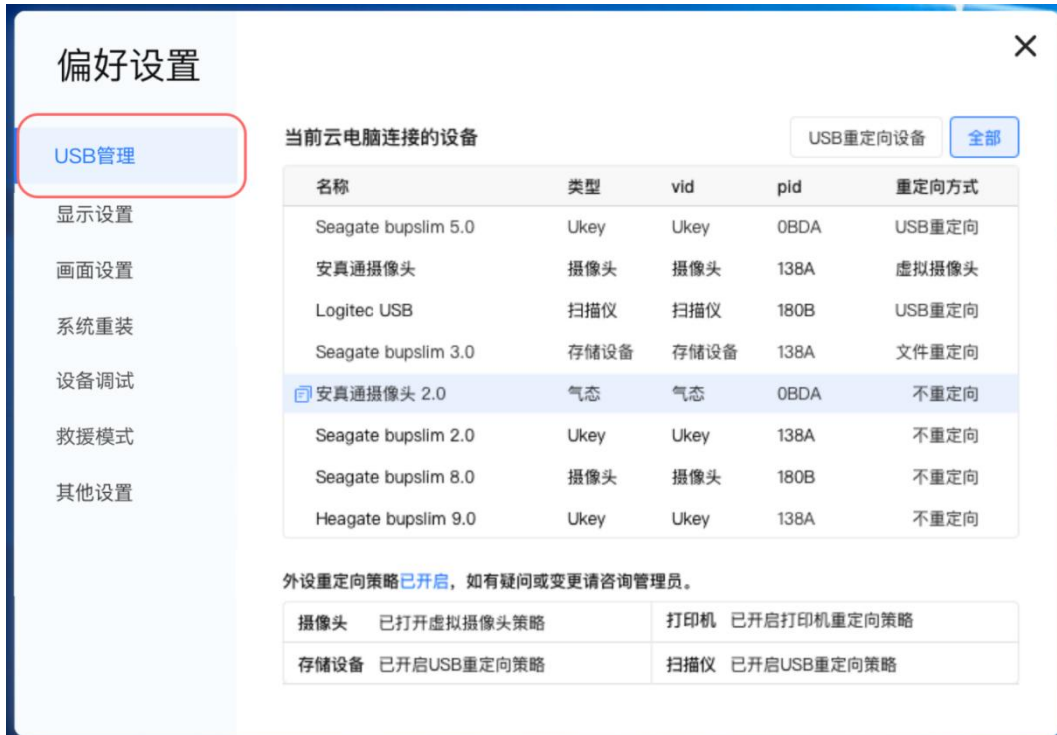 偏好设置
USB管理
显示设置
画面设置
系统重装
设备调试
救援模式
其他设置
当前云电脑连接的设备 USB重定向设备 全部
名称 类型 vid pid 重定向方式
Seagate bupslim 5.0 Ukey Ukey 0BDA USB重定向
安真通摄像头 摄像头 摄像头 138A 虚拟摄像头
Logitec USB 扫描仪 扫描仪 180B USB重定向
Seagate bupslim 3.0 存储设备 存储设备 138A 文件重定向
安真通摄像头 2.0 气态 气态 0BDA 不重定向
Seagate bupslim 2.0 Ukey Ukey 138A 不重定向
Seagate bupslim 8.0 摄像头 摄像头 180B 不重定向
Heagate bupslim 9.0 Ukey Ukey 138A 不重定向
外设重定向策略已开启，如有疑问或变更请咨询管理员。
摄像头 已打开虚拟摄像头策略 打印机 已开启打印机重定向策略
存储设备 已开启USB重定向策略 扫描仪 已开启USB重定向策略